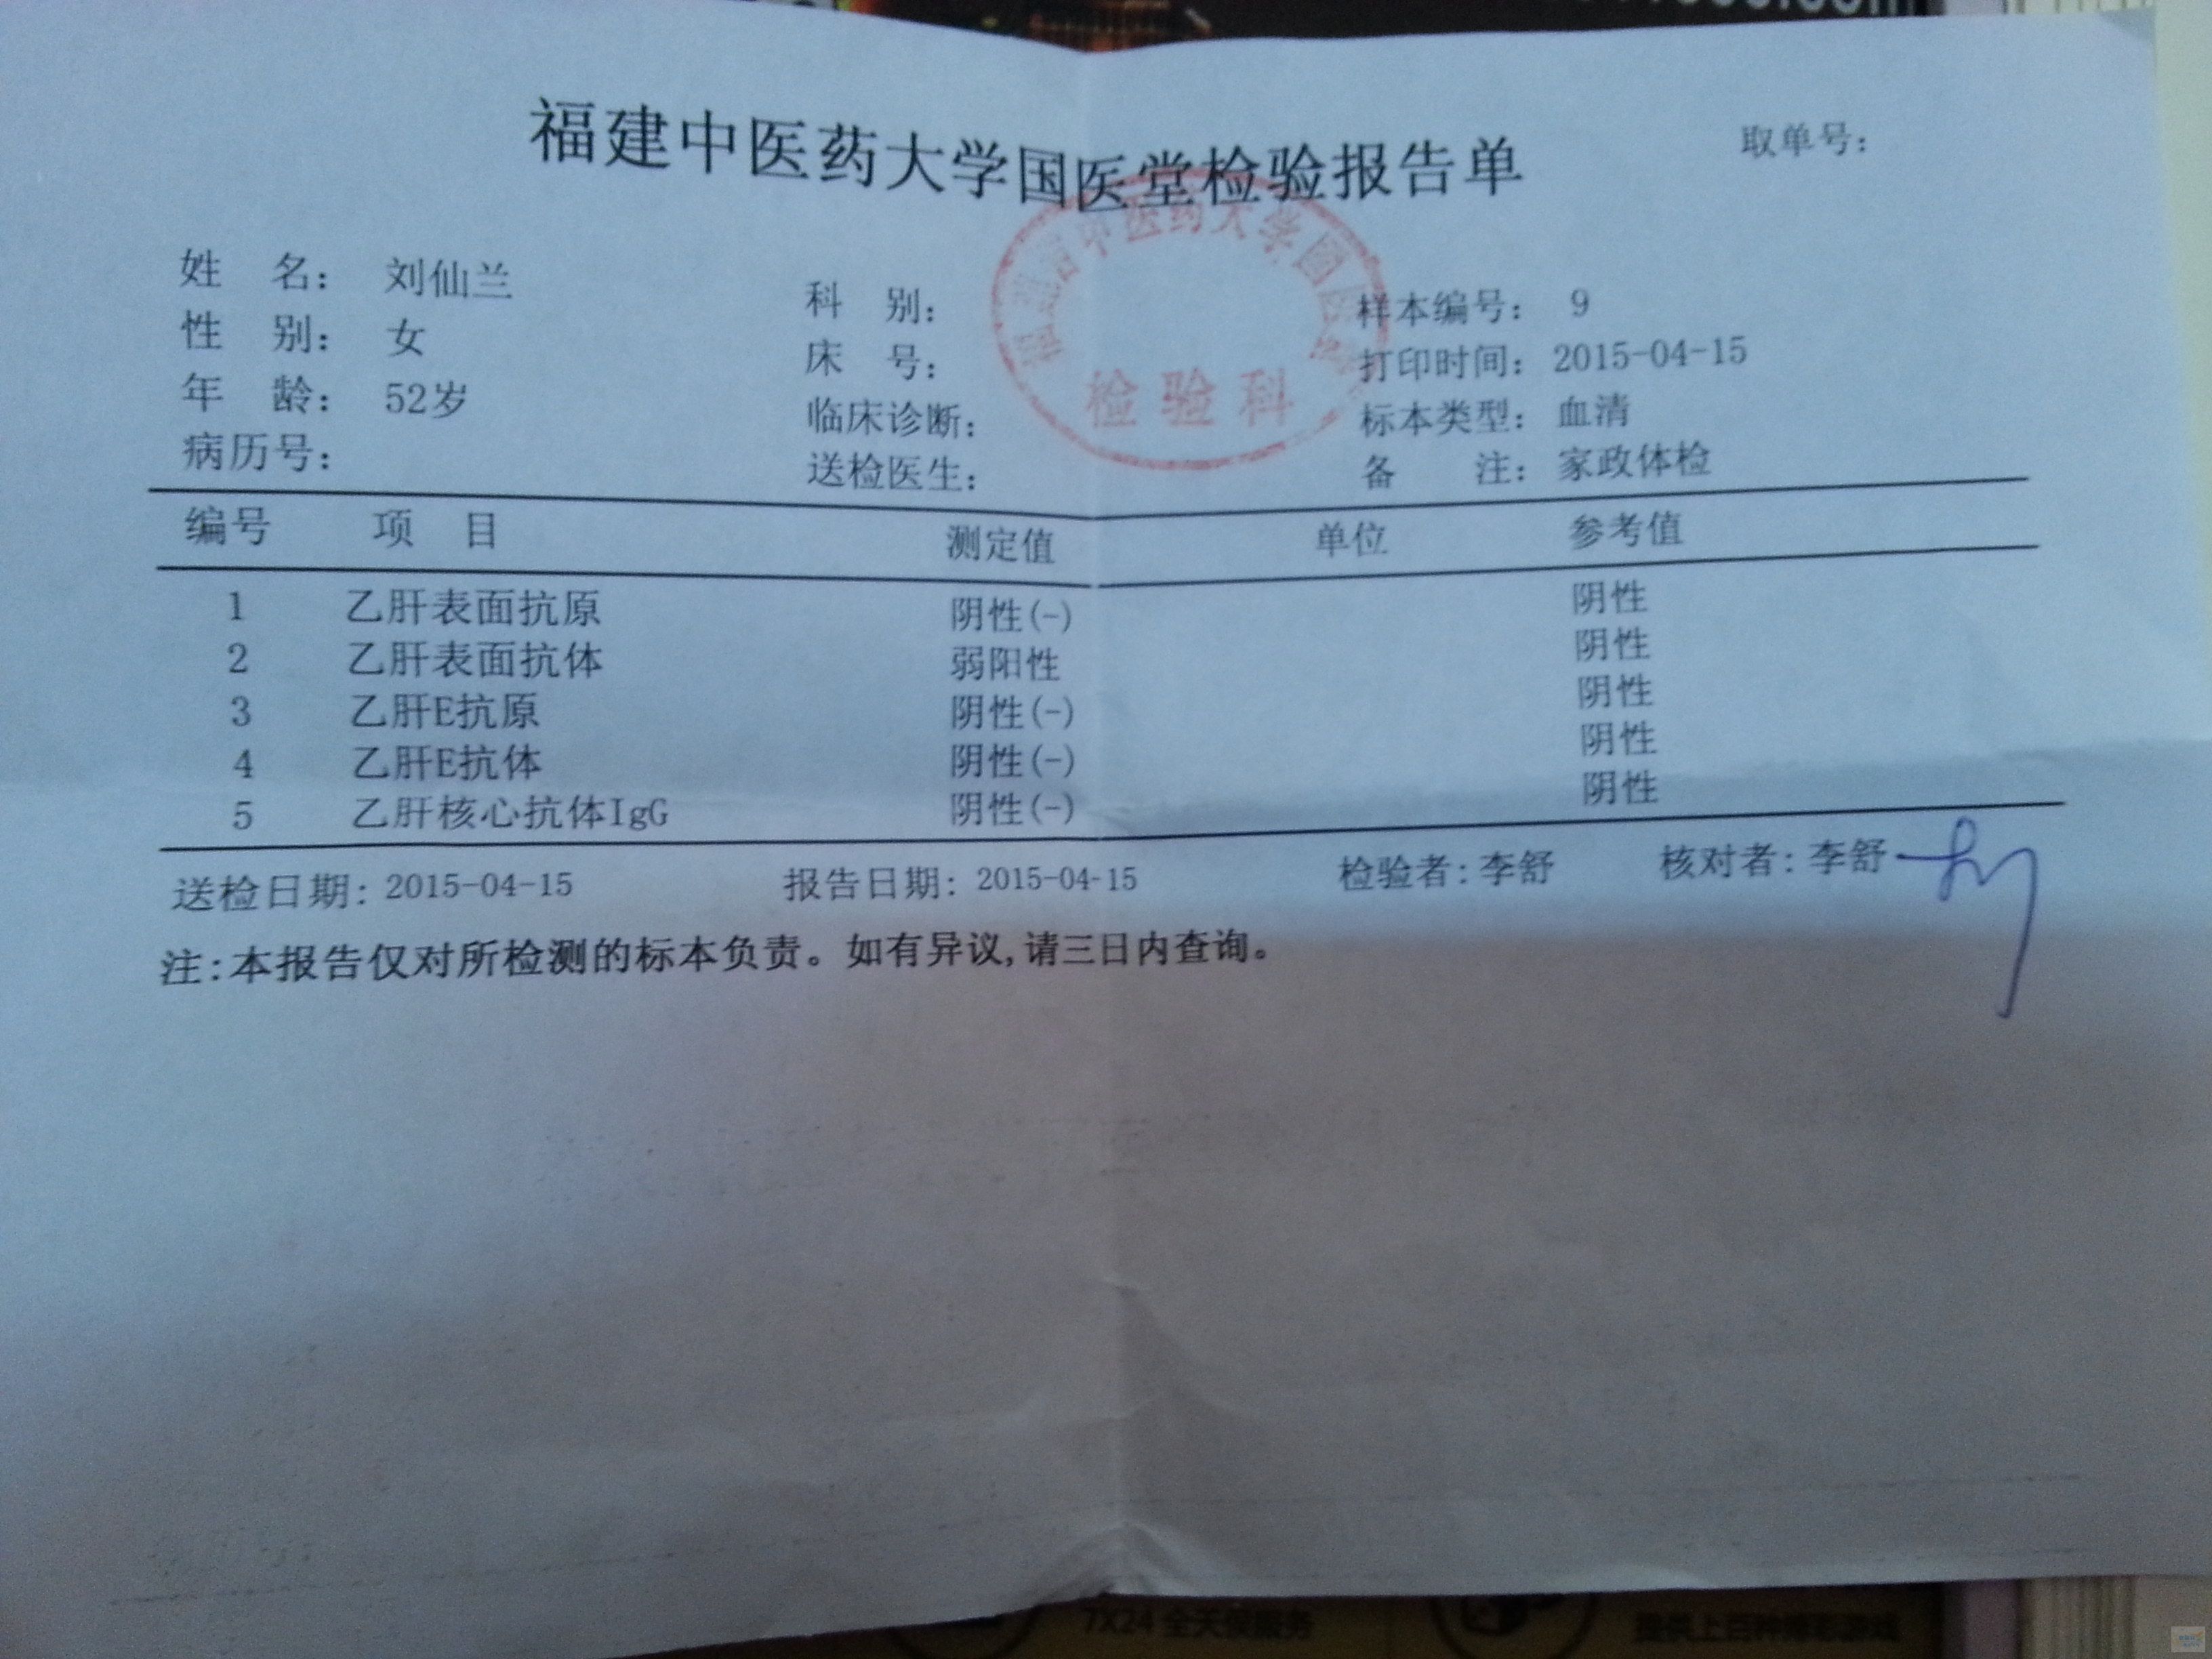 福建中医药大学国医堂检验报告单
取单号：
姓 名： 刘仙兰 科 别： 样本编号： 9
性 别： 女 床 号： 打印时间： 2015-04-15
年 龄： 52岁 临床诊断： 标本类型： 血清
病历号： 送检医生： 备 注： 家政体检
检验科
编号 项 目 测定值 单位 参考值
1 乙肝表面抗原 阴性(-) 阴性
2 乙肝表面抗体 弱阳性 阴性
3 乙肝E抗原 阴性(-) 阴性
4 乙肝E抗体 阴性(-) 阴性
5 乙肝核心抗体IgG 阴性(-) 阴性
送检日期: 2015-04-15 报告日期: 2015-04-15 检验者: 李舒 核对者: 李舒
注:本报告仅对所检测的标本负责。如有异议,请三日内查询。
7X24 全天候服务